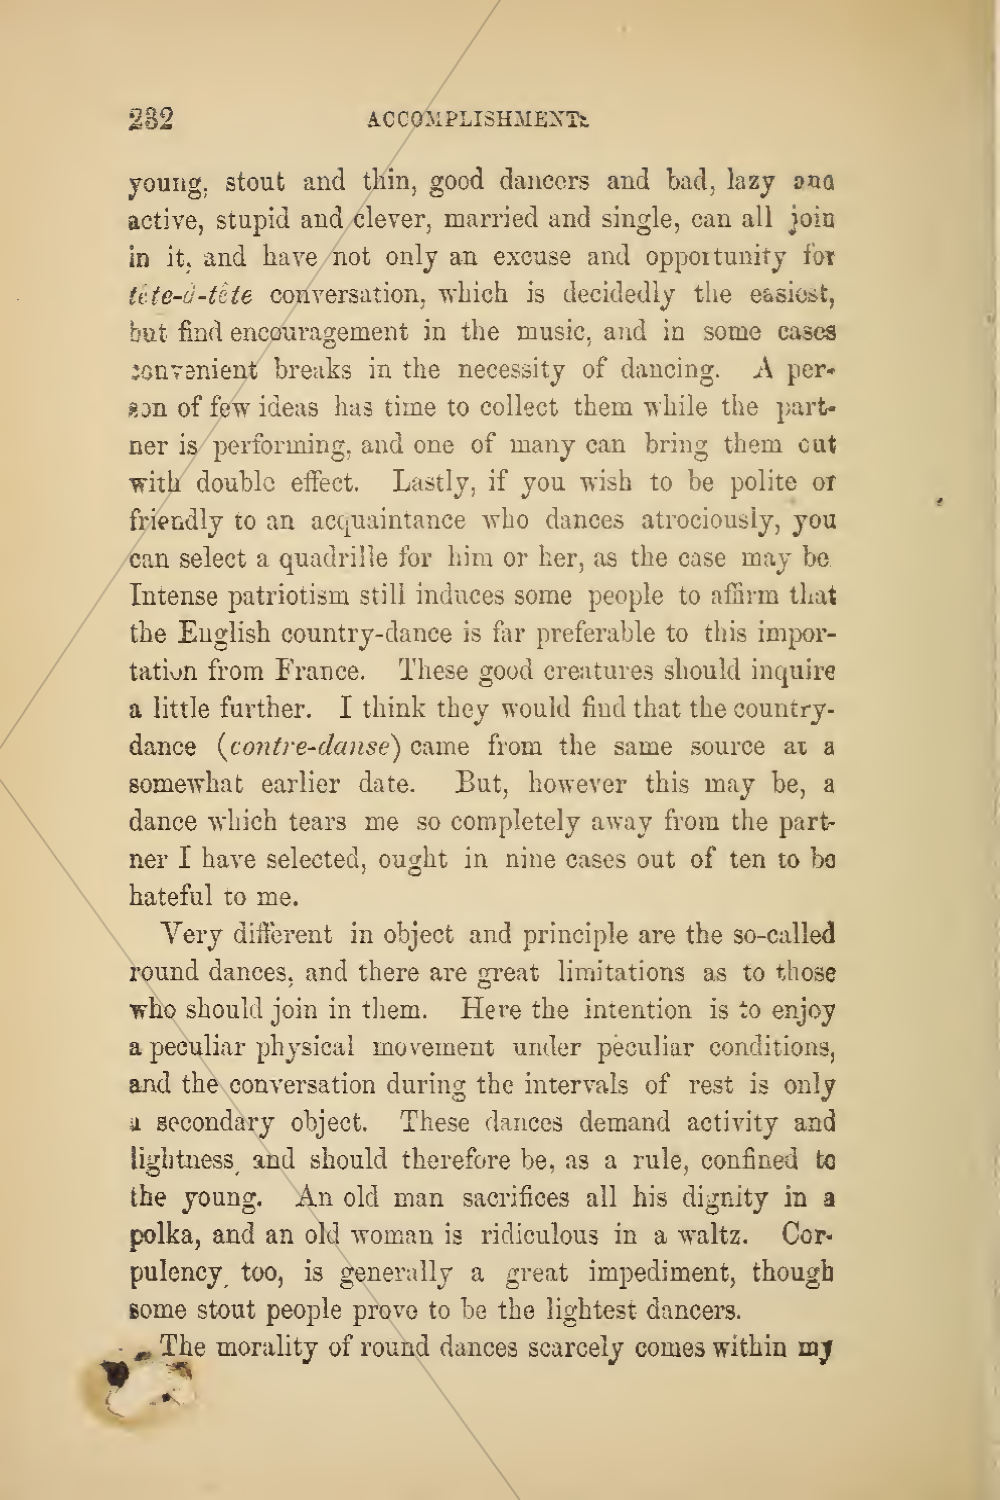 232 ACCOMPLISHMENTS
young, stout and thin, good dancers and bad, lazy and
active, stupid and clever, married and single, can all join
in it, and have not only an excuse and opportunity for
tête-à-tête conversation, which is decidedly the easiest,
but find encouragement in the music, and in some cases
convenient breaks in the necessity of dancing. A per-
son of few ideas has time to collect them while the part-
ner is performing, and one of many can bring them out
with double effect. Lastly, if you wish to be polite or
friendly to an acquaintance who dances atrociously, you
can select a quadrille for him or her, as the case may be
Intense patriotism still induces some people to affirm that
the English country-dance is far preferable to this impor-
tation from France. These good creatures should inquire
a little further. I think they would find that the country-
dance (contre-danse) came from the same source at a
somewhat earlier date. But, however this may be, a
dance which tears me so completely away from the part-
ner I have selected, ought in nine cases out of ten to be
hateful to me.
Very different in object and principle are the so-called
round dances, and there are great limitations as to those
who should join in them. Here the intention is to enjoy
a peculiar physical movement under peculiar conditions,
and the conversation during the intervals of rest is only
a secondary object. These dances demand activity and
lightness, and should therefore be, as a rule, confined to
the young. An old man sacrifices all his dignity in a
polka, and an old woman is ridiculous in a waltz. Cor-
pulency, too, is generally a great impediment, though
some stout people prove to be the lightest dancers.
The morality of round dances scarcely comes within my